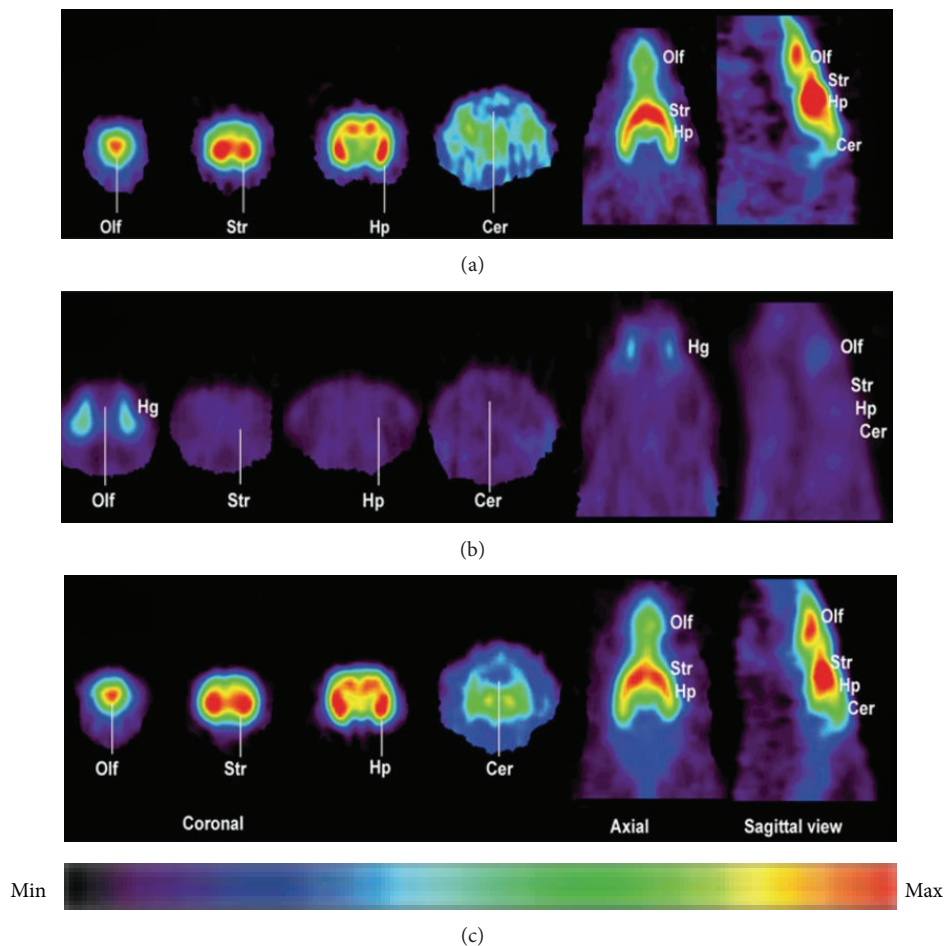 Olf
Str
Hp
Cer
Olf
Str
Hp
Olf
Str
Hp
Cer
(a)
Hg
Olf
Str
Hp
Cer
Hg
Olf
Str
Hp
Cer
(b)
Olf
Str
Hp
Cer
Olf
Str
Hp
Olf
Str
Hp
Cer
Coronal
Axial
Sagittal view
Min
Max
(c)